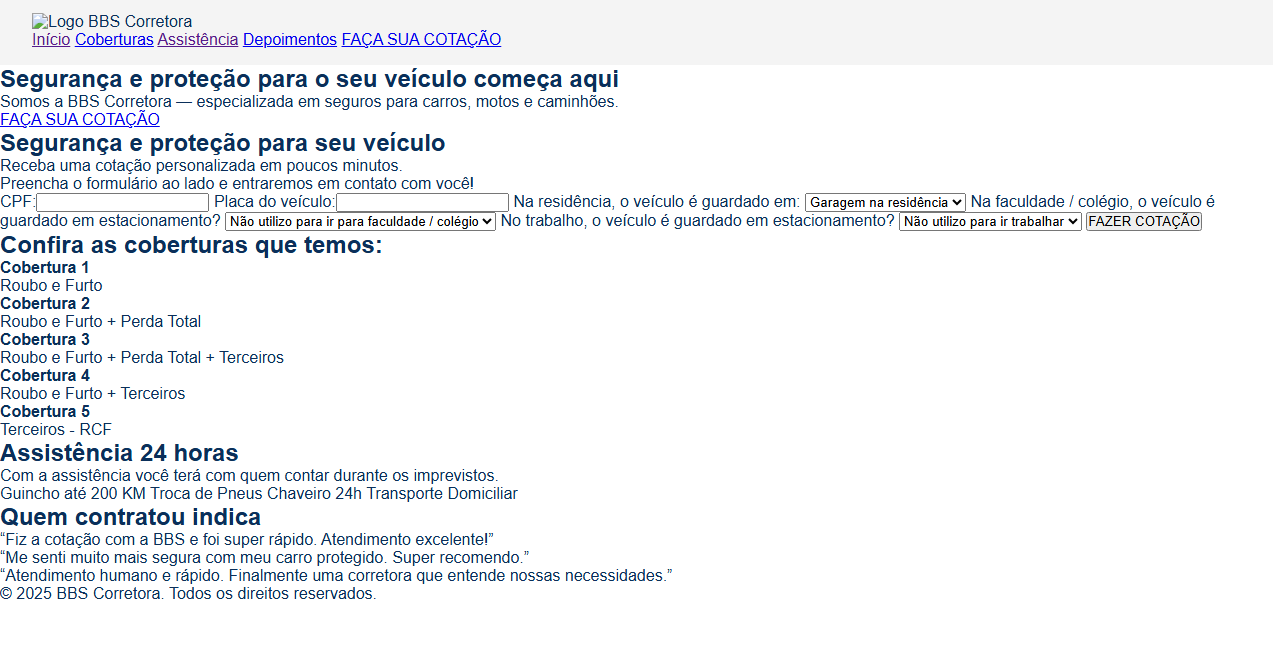 Logo BBS Corretora
Início Coberturas Assistência Depoimentos FAÇA SUA COTAÇÃO
Segurança e proteção para o seu veículo começa aqui
Somos a BBS Corretora — especializada em seguros para carros, motos e caminhões.
FAÇA SUA COTAÇÃO
Segurança e proteção para seu veículo
Receba uma cotação personalizada em poucos minutos.
Preencha o formulário ao lado e entraremos em contato com você!
CPF: Placa do veículo: Na residência, o veículo é guardado em: Garagem na residência Na faculdade / colégio, o veículo é
guardado em estacionamento? Não utilizo para ir para faculdade / colégio No trabalho, o veículo é guardado em estacionamento? Não utilizo para ir trabalhar FAZER COTAÇÃO
Confira as coberturas que temos:
Cobertura 1
Roubo e Furto
Cobertura 2
Roubo e Furto + Perda Total
Cobertura 3
Roubo e Furto + Perda Total + Terceiros
Cobertura 4
Roubo e Furto + Terceiros
Cobertura 5
Terceiros - RCF
Assistência 24 horas
Com a assistência você terá com quem contar durante os imprevistos.
Guincho até 200 KM Troca de Pneus Chaveiro 24h Transporte Domiciliar
Quem contratou indica
“Fiz a cotação com a BBS e foi super rápido. Atendimento excelente!”
“Me senti muito mais segura com meu carro protegido. Super recomendo.”
“Atendimento humano e rápido. Finalmente uma corretora que entende nossas necessidades.”
© 2025 BBS Corretora. Todos os direitos reservados.